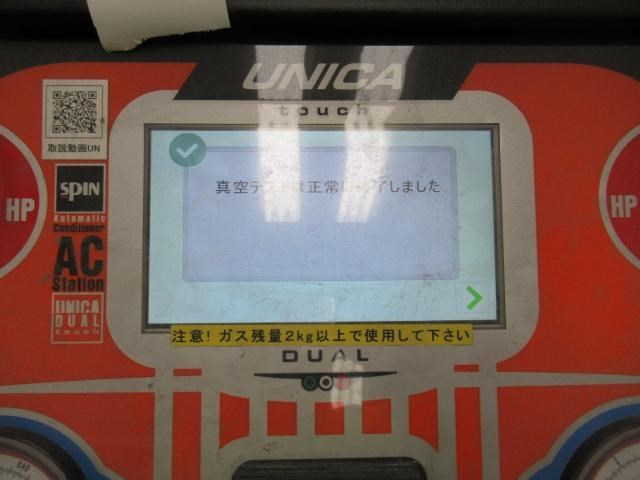 UNICA
touch
取説動画UN
真空テストは正常に終了しました
HP
HP
SPIN
Automatic
Conditioner
AC
Station
UNICA
DUAL
touch
注意! ガス残量2kg以上で使用して下さい
DUAL
BAR